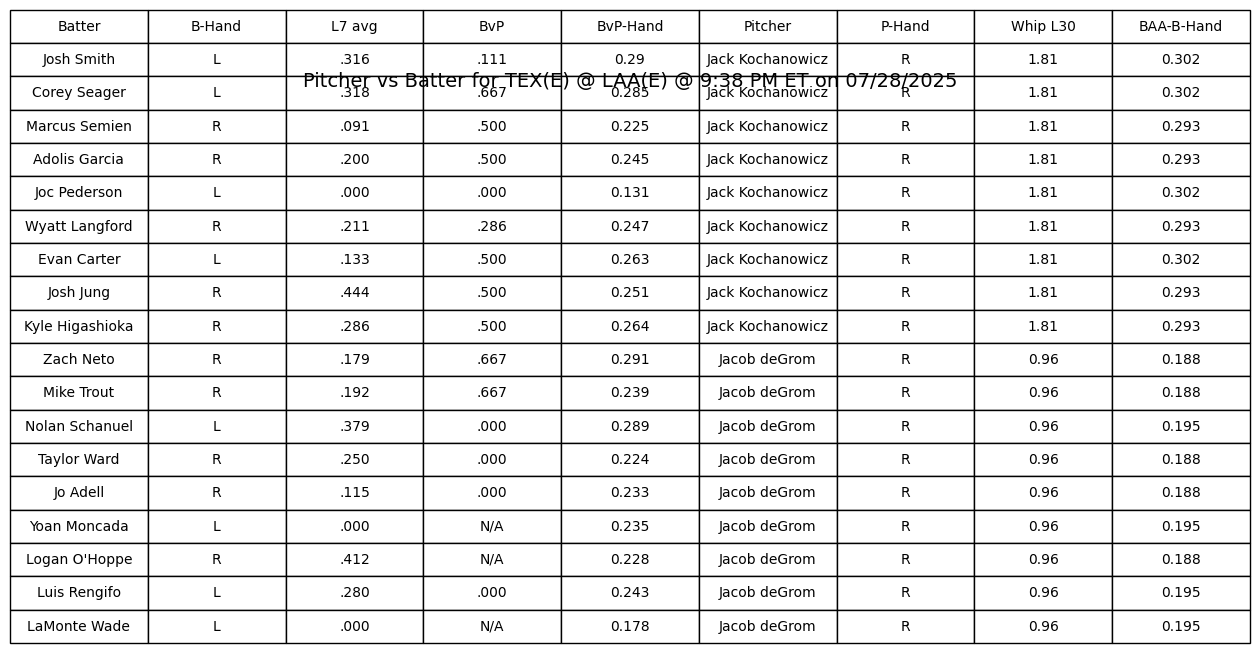 Batter B-Hand L7 avg BvP BvP-Hand Pitcher P-Hand Whip L30 BAA-B-Hand
Josh Smith L .316 .111 0.29 Jack Kochanowicz R 1.81 0.302
Pitcher vs Batter for TEX(E) @ LAA(E) @ 9:38 PM ET on 07/28/2025
Corey Seager L .318 .667 0.285 Jack Kochanowicz R 1.81 0.302
Marcus Semien R .091 .500 0.225 Jack Kochanowicz R 1.81 0.293
Adolis Garcia R .200 .500 0.245 Jack Kochanowicz R 1.81 0.293
Joc Pederson L .000 .000 0.131 Jack Kochanowicz R 1.81 0.302
Wyatt Langford R .211 .286 0.247 Jack Kochanowicz R 1.81 0.293
Evan Carter L .133 .500 0.263 Jack Kochanowicz R 1.81 0.302
Josh Jung R .444 .500 0.251 Jack Kochanowicz R 1.81 0.293
Kyle Higashioka R .286 .500 0.264 Jack Kochanowicz R 1.81 0.293
Zach Neto R .179 .667 0.291 Jacob deGrom R 0.96 0.188
Mike Trout R .192 .667 0.239 Jacob deGrom R 0.96 0.188
Nolan Schanuel L .379 .000 0.289 Jacob deGrom R 0.96 0.195
Taylor Ward R .250 .000 0.224 Jacob deGrom R 0.96 0.188
Jo Adell R .115 .000 0.233 Jacob deGrom R 0.96 0.188
Yoan Moncada L .000 N/A 0.235 Jacob deGrom R 0.96 0.195
Logan O'Hoppe R .412 N/A 0.228 Jacob deGrom R 0.96 0.188
Luis Rengifo L .280 .000 0.243 Jacob deGrom R 0.96 0.195
LaMonte Wade L .000 N/A 0.178 Jacob deGrom R 0.96 0.195